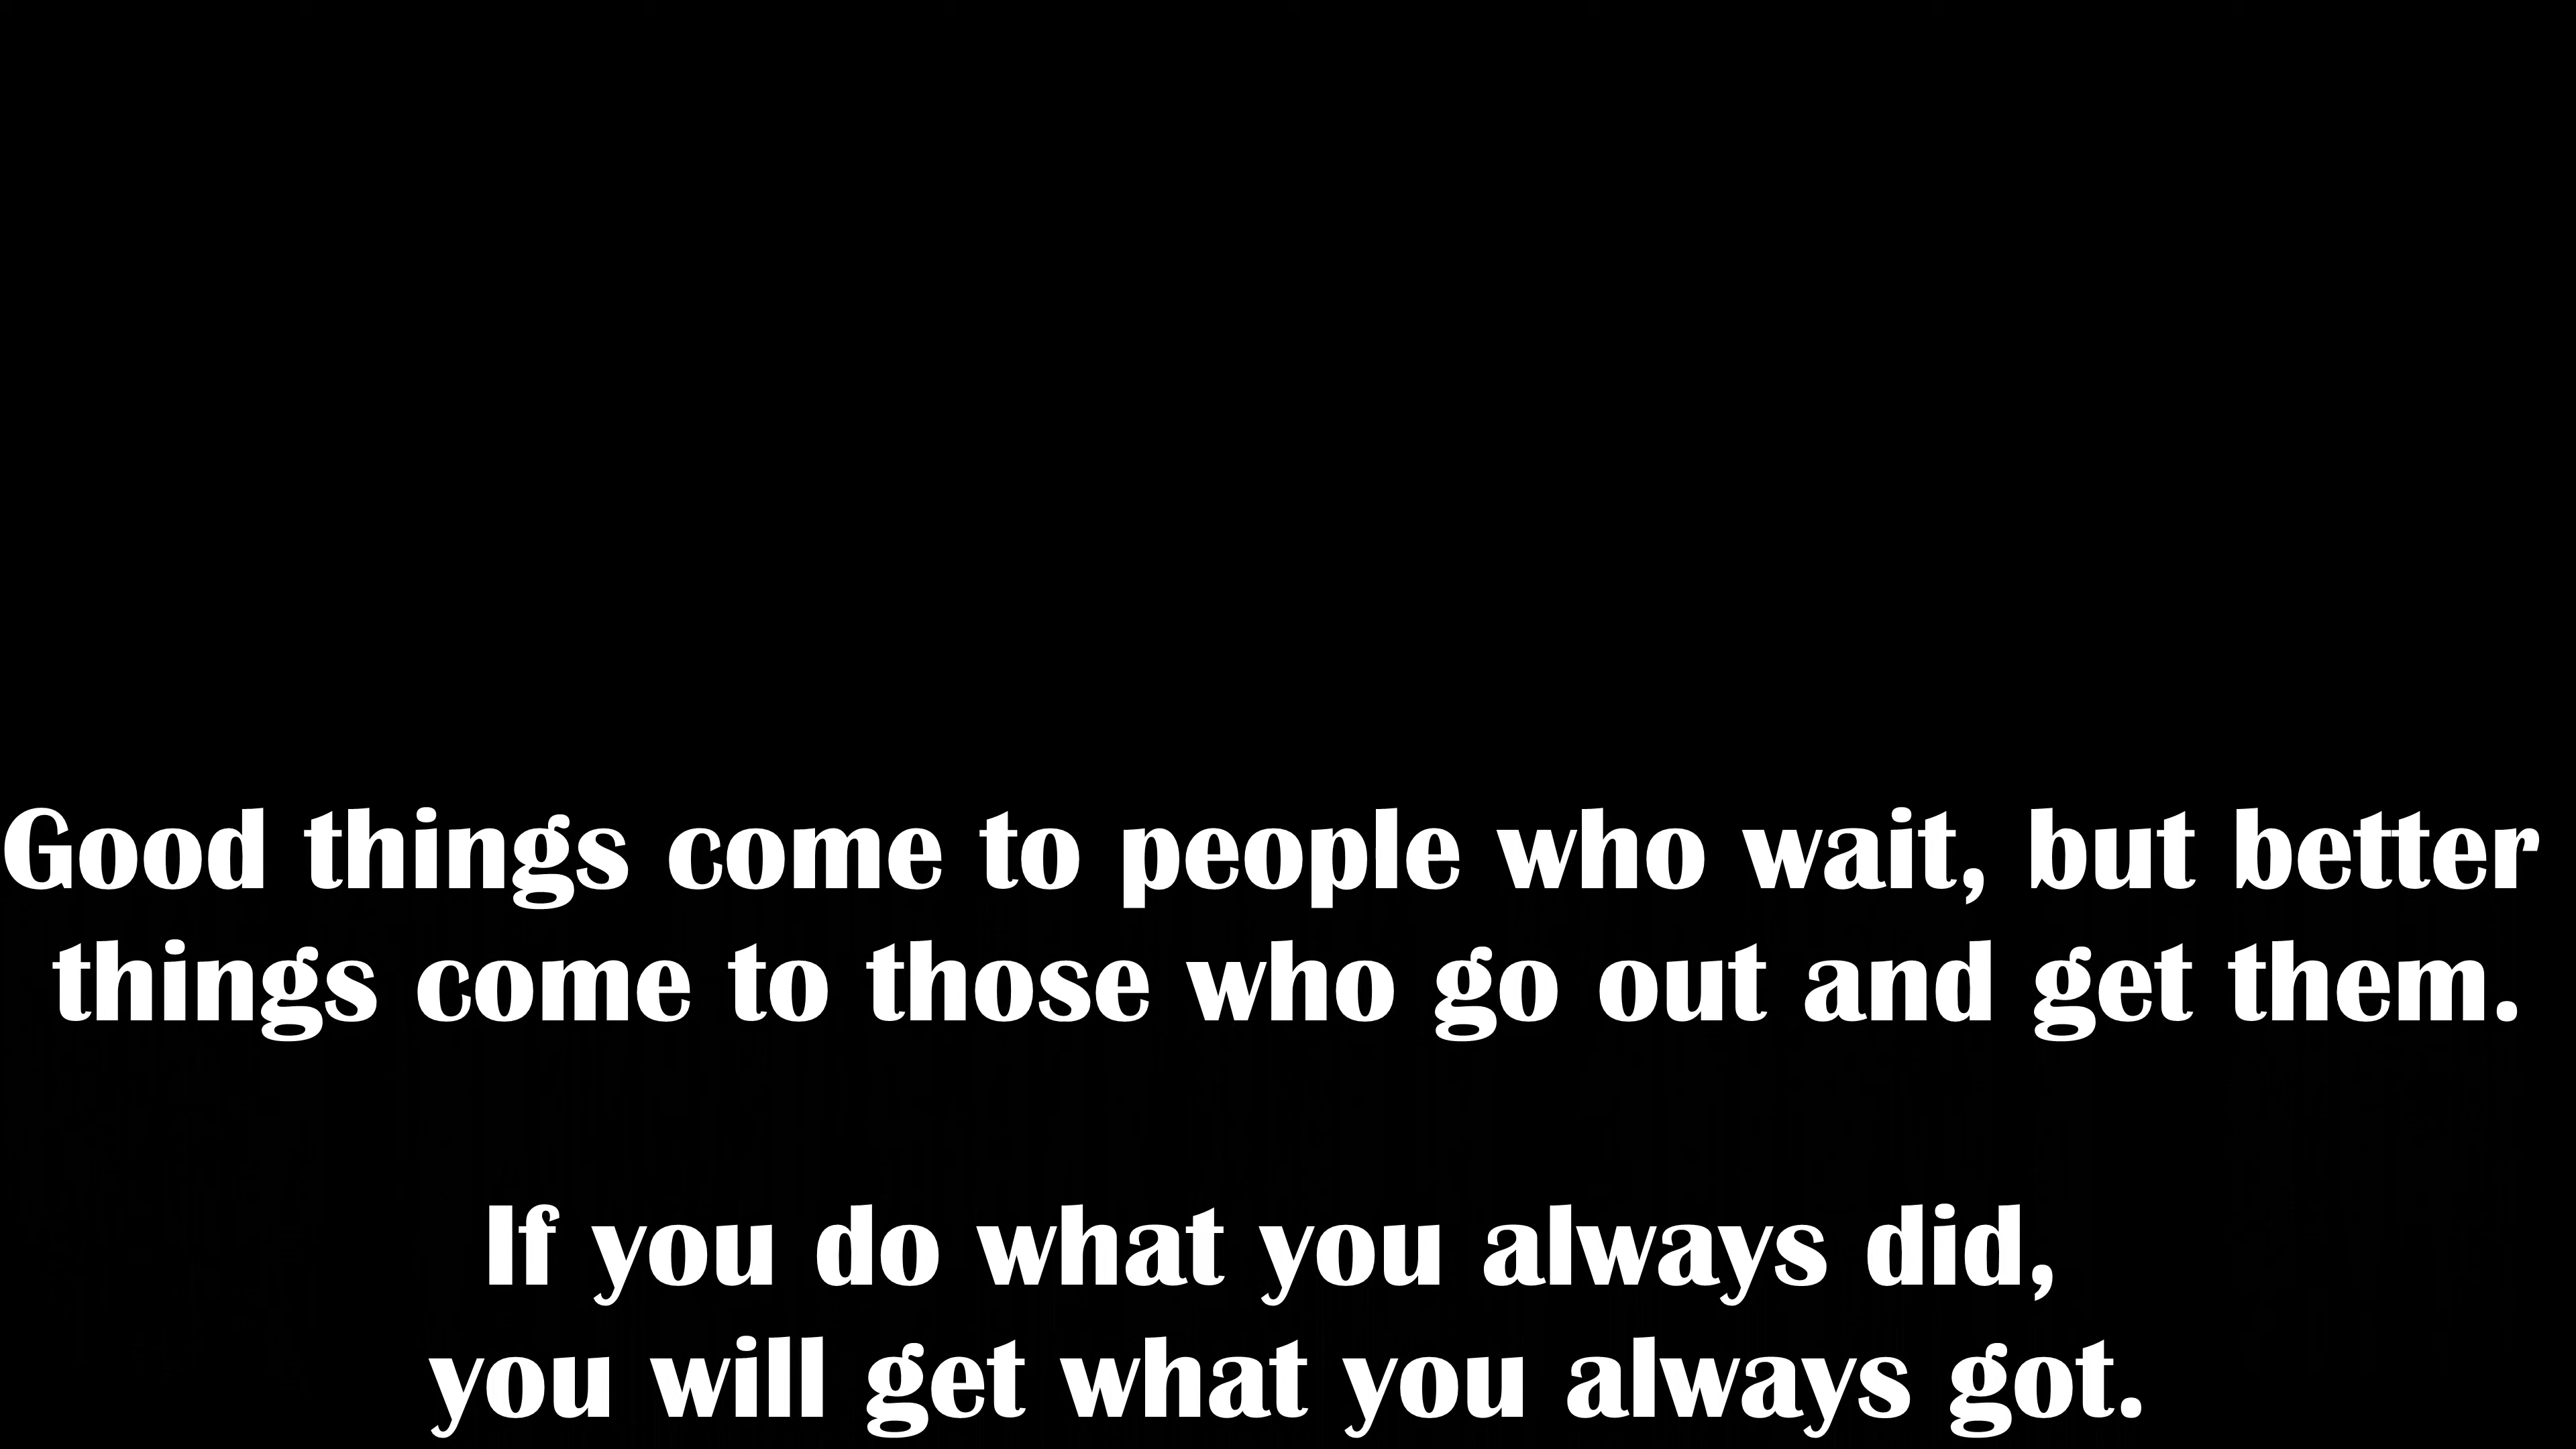 Good things come to people who wait, but better
things come to those who go out and get them.
If you do what you always did,
you will get what you always got.